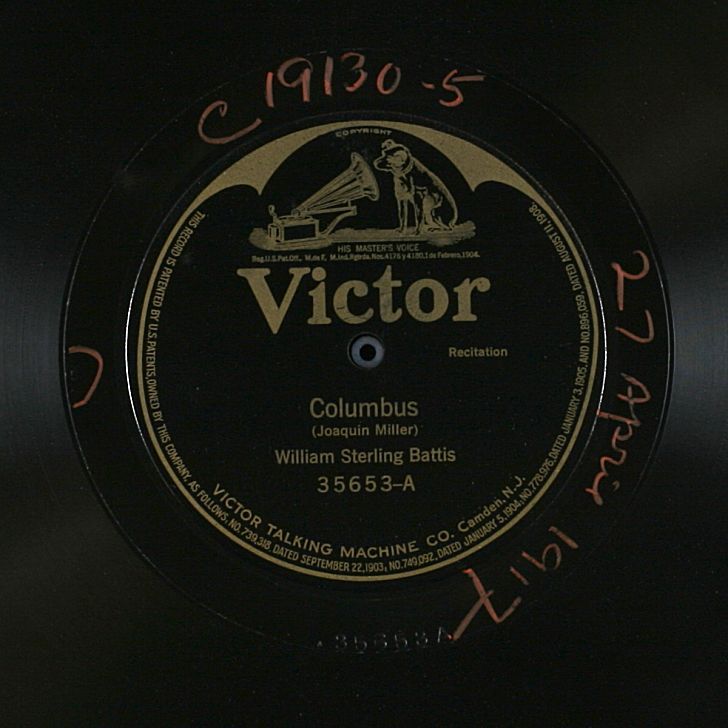 C 19130-5
COPYRIGHT
HIS MASTER'S VOICE
Reg.U.S.Pat.Off., M.de F. M.Ind.Rgtrda.Nos.4176 y 4180,1 de Febrero,1904.
Victor
Recitation
Columbus
(Joaquin Miller)
William Sterling Battis
35653-A
VICTOR TALKING MACHINE CO. Camden, N.J.
THIS RECORD IS PATENTED BY U.S. PATENTS, OWNED BY THIS COMPANY, AS FOLLOWS, NO. 739,318, DATED SEPTEMBER 22, 1903, NO. 749,092, DATED JANUARY 5, 1904, NO. 778,976, DATED JANUARY 3, 1905, AND NO. 896,059, DATED AUGUST 11, 1908.
27 April 1917
35653A